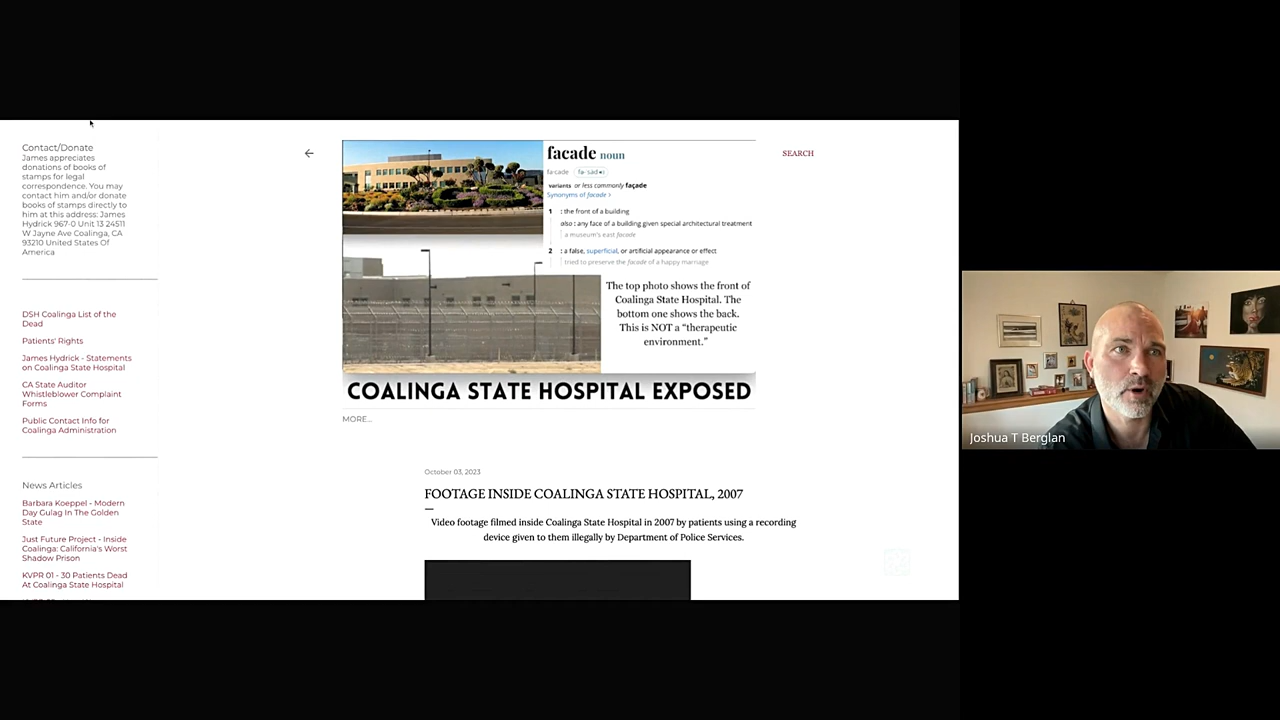 Contact/Donate
James appreciates
donations of books of
stamps for legal
correspondence. You may
contact him and/or donate
books of stamps directly to
him at this address: James
Hydrick 967-0 Unit 13 24511
W Jayne Ave Coalinga, CA
93210 United States Of
America
DSH Coalinga List of the
Dead
Patients' Rights
James Hydrick - Statements
on Coalinga State Hospital
CA State Auditor
Whistleblower Complaint
Forms
Public Contact Info for
Coalinga Administration
News Articles
Barbara Koeppel - Modern
Day Gulag In The Golden
State
Just Future Project - Inside
Coalinga: California's Worst
Shadow Prison
KVPR 01 - 30 Patients Dead
At Coalinga State Hospital
facade noun
fa·cade
variants or less commonly façade
Synonyms of facade >
1 : the front of a building
also : any face of a building given special architectural treatment
a museum's east facade
2 : a false, superficial, or artificial appearance or effect
tried to preserve the facade of a happy marriage
The top photo shows the front of
Coalinga State Hospital. The
bottom one shows the back.
This is NOT a “therapeutic
environment.”
COALINGA STATE HOSPITAL EXPOSED
SEARCH
MORE…
October 03, 2023
FOOTAGE INSIDE COALINGA STATE HOSPITAL, 2007
Video footage filmed inside Coalinga State Hospital in 2007 by patients using a recording
device given to them illegally by Department of Police Services.
Joshua T Berglan